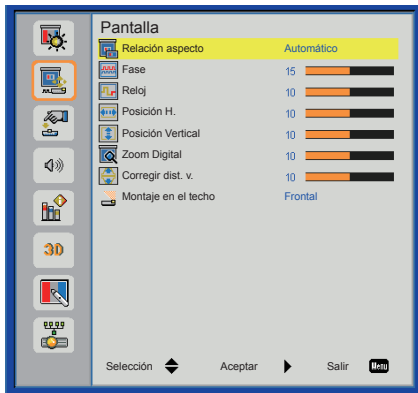 Pantalla
Relación aspecto Automático
Fase 15
Reloj 10
Posición H. 10
Posición Vertical 10
Zoom Digital 10
Corregir dist. v. 10
Montaje en el techo Frontal
3D
Selección Aceptar Salir Menu